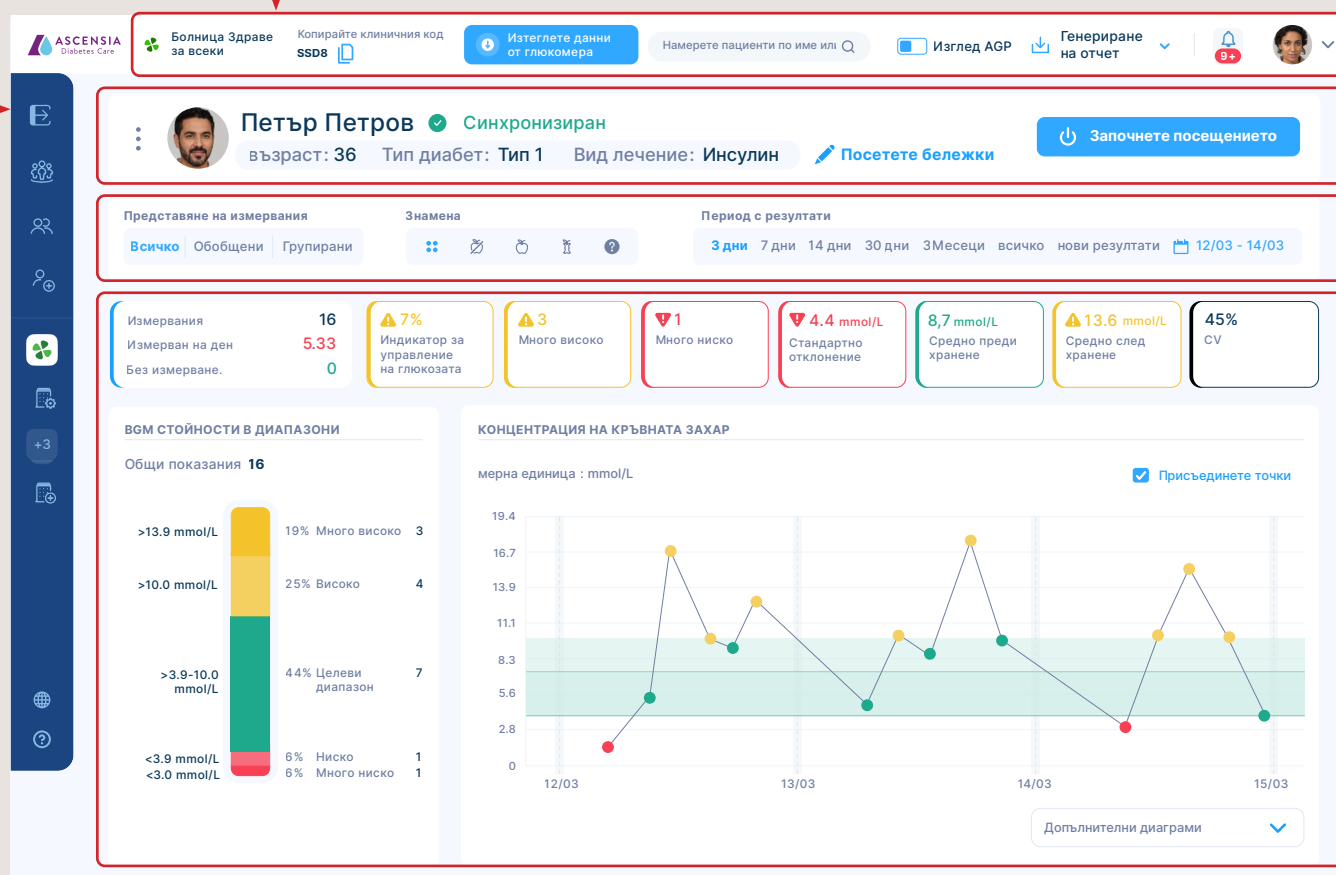 ASCENSIA
Diabetes Care
Болница Здраве
за всеки
Копирайте клиничния код
SSD8
Изтеглете данни
от глюкомера
Намерете пациенти по име или
Изглед AGP
Генериране
на отчет
9+
Петър Петров
Синхронизиран
възраст: 36 Тип диабет: Тип 1 Вид лечение: Инсулин
Посетете бележки
Започнете посещението
Представяне на измервания
Всичко Обобщени Групирани
Знамена
Период с резултати
3 дни 7 дни 14 дни 30 дни 3Месеци всичко нови резултати 12/03 - 14/03
Измервания 16
Измерван на ден 5.33
Без измерване. 0
7%
Индикатор за
управление
на глюкозата
3
Много високо
1
Много ниско
4.4 mmol/L
Стандартно
отклонение
8,7 mmol/L
Средно преди
хранене
13.6 mmol/L
Средно след
хранене
45%
CV
+3
BGM СТОЙНОСТИ В ДИАПАЗОНИ
Общи показания 16
>13.9 mmol/L 19% Много високо 3
>10.0 mmol/L 25% Високо 4
>3.9-10.0
mmol/L
44% Целеви
диапазон
7
<3.9 mmol/L 6% Ниско 1
<3.0 mmol/L 6% Много ниско 1
КОНЦЕНТРАЦИЯ НА КРЪВНАТА ЗАХАР
мерна единица : mmol/L
Присъединете точки
19.4
16.7
13.9
11.1
8.3
5.6
2.8
0
12/03 13/03 14/03 15/03
Допълнителни диаграми